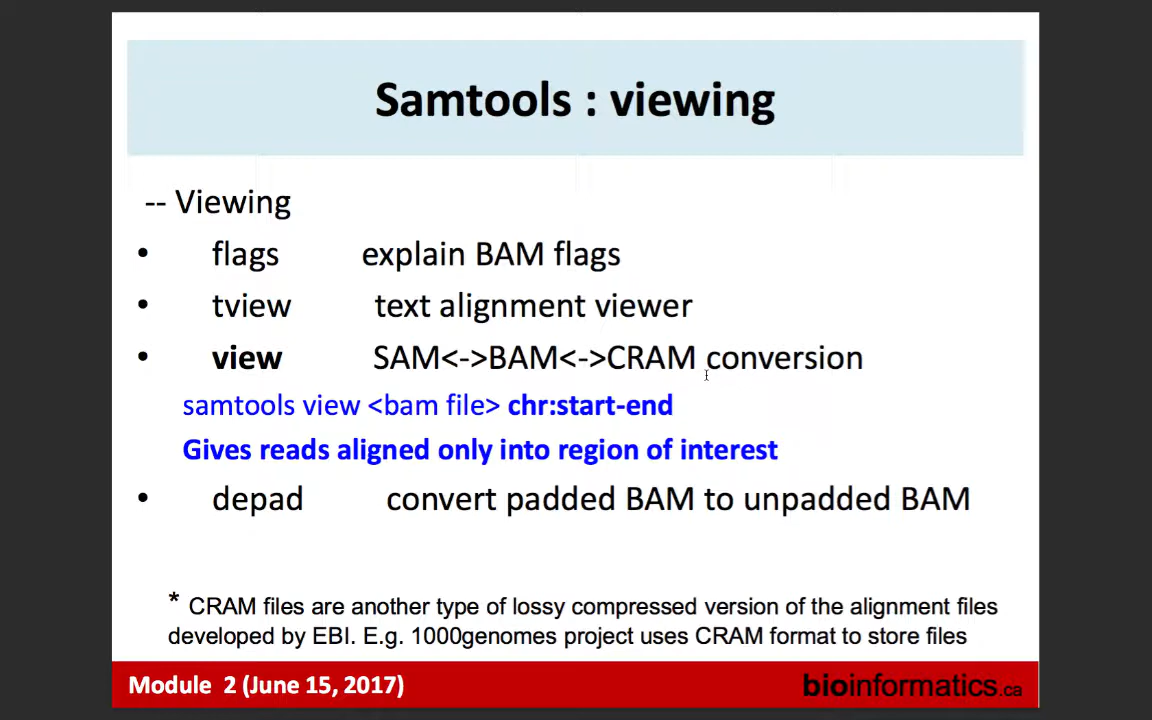 Samtools : viewing
-- Viewing
• flags explain BAM flags
• tview text alignment viewer
• view SAM<->BAM<->CRAM conversion
samtools view <bam file> chr:start-end
Gives reads aligned only into region of interest
• depad convert padded BAM to unpadded BAM
* CRAM files are another type of lossy compressed version of the alignment files
developed by EBI. E.g. 1000genomes project uses CRAM format to store files
Module 2 (June 15, 2017) bioinformatics.ca